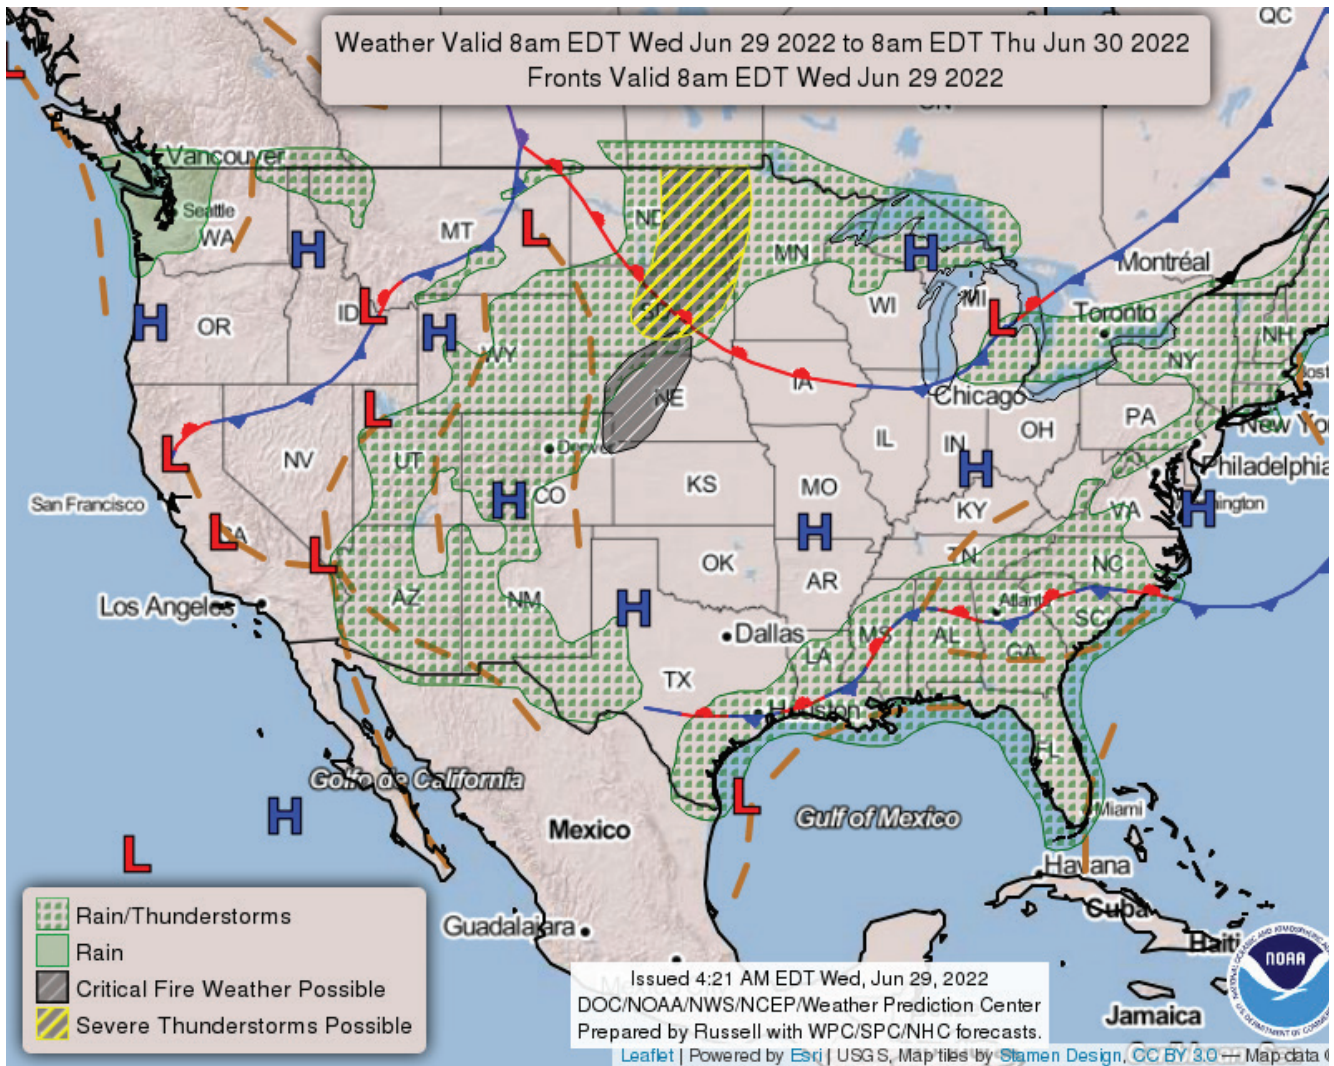 Weather Valid 8am EDT Wed Jun 29 2022 to 8am EDT Thu Jun 30 2022
Fronts Valid 8am EDT Wed Jun 29 2022
QC
ON
L
Vancouver
Seattle
WA
MT
ND
MN
Montréal
H
L
H
L
H
OR
ID
L
H
WY
SD
WI
MI
L
Toronto
NY
NH
L
UT
Denver
NE
IA
Chicago
PA
New Yo
L
NV
IL
IN
OH
Philadelphia
San Francisco
H
CO
KS
MO
H
KY
VA
H
ington
L
CA
L
H
OK
AR
TN
NC
Los Angeles
AZ
NM
H
Dallas
MS
AL
Atlant
SC
GA
LA
TX
Houston
FL
Golfo de California
H
L
Gulf of Mexico
Miami
Mexico
L
Havana
Cuba
Haiti
Guadalajara
Jamaica
Rain/Thunderstorms
Rain
Critical Fire Weather Possible
Severe Thunderstorms Possible
NOAA
Issued 4:21 AM EDT Wed, Jun 29, 2022
DOC/NOAA/NWS/NCEP/Weather Prediction Center
Prepared by Russell with WPC/SPC/NHC forecasts.
Leaflet | Powered by Esri | USGS, Map tiles by Stamen Design, CC BY 3.0 — Map data ©